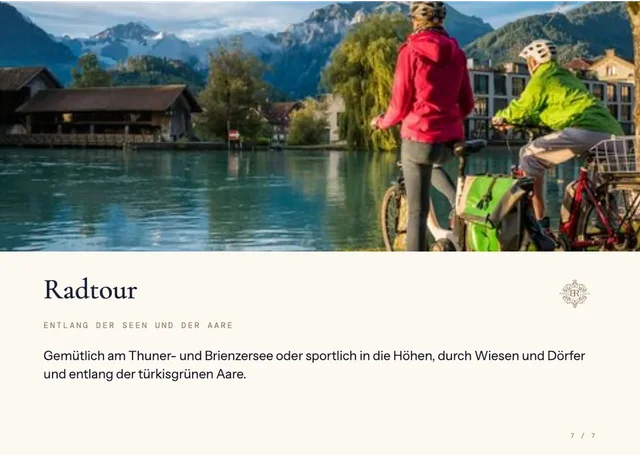 Radtour
BR
ENTLANG DER SEEN UND DER AARE
Gemütlich am Thuner- und Brienzersee oder sportlich in die Höhen, durch Wiesen und Dörfer
und entlang der türkisgrünen Aare.
7 / 7